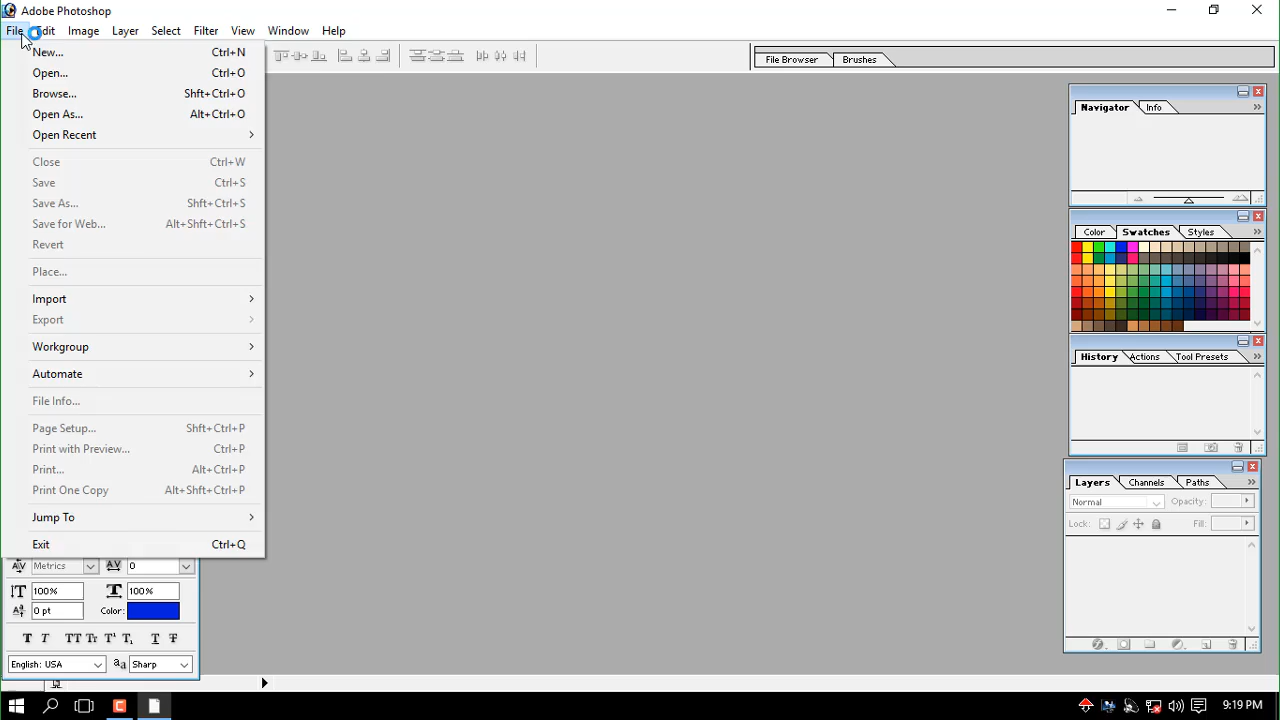 Adobe Photoshop
File Edit Image Layer Select Filter View Window Help
File Browser Brushes
New... Ctrl+N
Open... Ctrl+O
Browse... Shft+Ctrl+O
Open As... Alt+Ctrl+O
Open Recent
Close Ctrl+W
Save Ctrl+S
Save As... Shft+Ctrl+S
Save for Web... Alt+Shft+Ctrl+S
Revert
Place...
Import
Export
Workgroup
Automate
File Info...
Page Setup... Shft+Ctrl+P
Print with Preview... Ctrl+P
Print... Alt+Ctrl+P
Print One Copy Alt+Shft+Ctrl+P
Jump To
Exit Ctrl+Q
Metrics 0
100% 100%
0 pt Color:
T T TT Tr T¹ T₁ T T
English: USA aa Sharp
Navigator Info
Color Swatches Styles
History Actions Tool Presets
Layers Channels Paths
Normal Opacity:
Lock: Fill:
9:19 PM